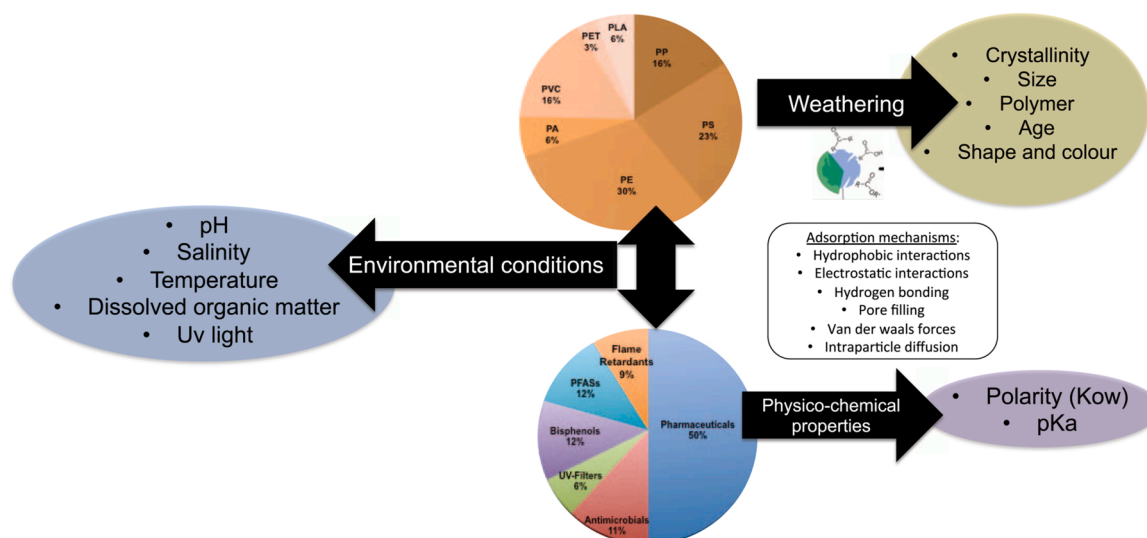 PLA
6%
PET
3%
PP
16%
PVC
16%
PS
23%
PA
6%
PE
30%
Weathering
• Crystallinity
• Size
• Polymer
• Age
• Shape and colour
• pH
• Salinity
• Temperature
• Dissolved organic matter
• Uv light
Environmental conditions
Adsorption mechanisms:
• Hydrophobic interactions
• Electrostatic interactions
• Hydrogen bonding
• Pore filling
• Van der waals forces
• Intraparticle diffusion
Flame
Retardants
9%
PFASs
12%
Bisphenols
12%
UV-Filters
6%
Antimicrobials
11%
Pharmaceuticals
50%
Physico-chemical
properties
• Polarity (Kow)
• pKa